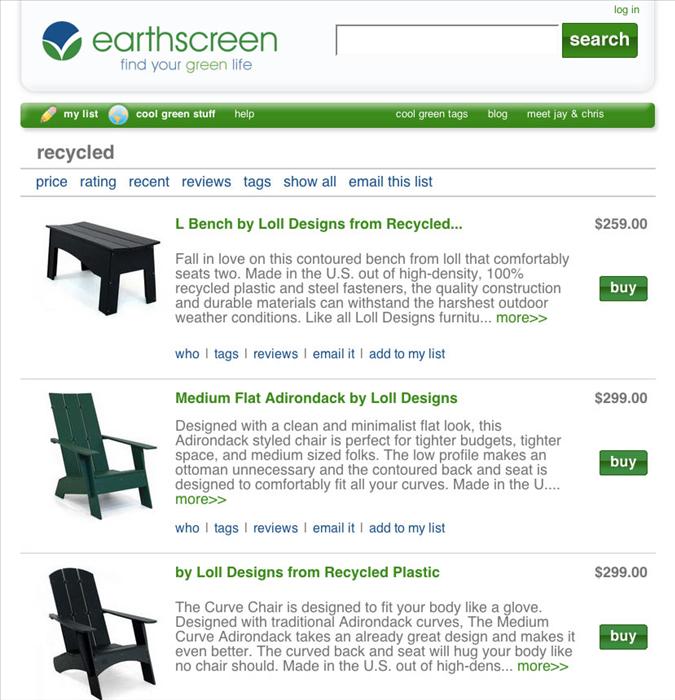 log in
earthscreen
find your green life
search
my list cool green stuff help cool green tags blog meet jay & chris
recycled
price rating recent reviews tags show all email this list
L Bench by Loll Designs from Recycled... $259.00
Fall in love on this contoured bench from loll that comfortably
seats two. Made in the U.S. out of high-density, 100%
recycled plastic and steel fasteners, the quality construction
and durable materials can withstand the harshest outdoor
weather conditions. Like all Loll Designs furnitu... more>>
buy
who | tags | reviews | email it | add to my list
Medium Flat Adirondack by Loll Designs $299.00
Designed with a clean and minimalist flat look, this
Adirondack styled chair is perfect for tighter budgets, tighter
space, and medium sized folks. The low profile makes an
ottoman unnecessary and the contoured back and seat is
designed to comfortably fit all your curves. Made in the U....
more>>
buy
who | tags | reviews | email it | add to my list
by Loll Designs from Recycled Plastic $299.00
The Curve Chair is designed to fit your body like a glove.
Designed with traditional Adirondack curves, The Medium
Curve Adirondack takes an already great design and makes it
even better. The curved back and seat will hug your body like
no chair should. Made in the U.S. out of high-dens... more>>
buy